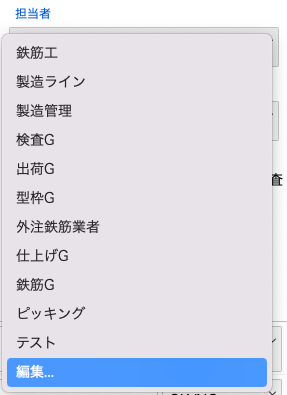 担当者
鉄筋工
製造ライン
製造管理
検査G
出荷G
型枠G
外注鉄筋業者
仕上げG
鉄筋G
ピッキング
テスト
編集...
査